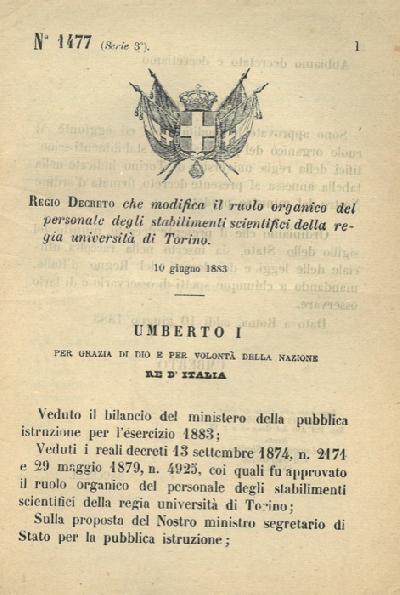 N° 1477 (Serie 3ª). 1
REGIO DECRETO che modifica il ruolo organico del
personale degli stabilimenti scientifici della re-
gia università di Torino.
10 giugno 1883
UMBERTO I
PER GRAZIA DI DIO E PER VOLONTÀ DELLA NAZIONE
RE D' ITALIA
Veduto il bilancio del ministero della pubblica
istruzione per l'esercizio 1883;
Veduti i reali decreti 13 settembre 1874, n. 2171
e 29 maggio 1879, n. 4925, coi quali fu approvato
il ruolo organico del personale degli stabilimenti
scientifici della regia università di Torino;
Sulla proposta del Nostro ministro segretario di
Stato per la pubblica istruzione;